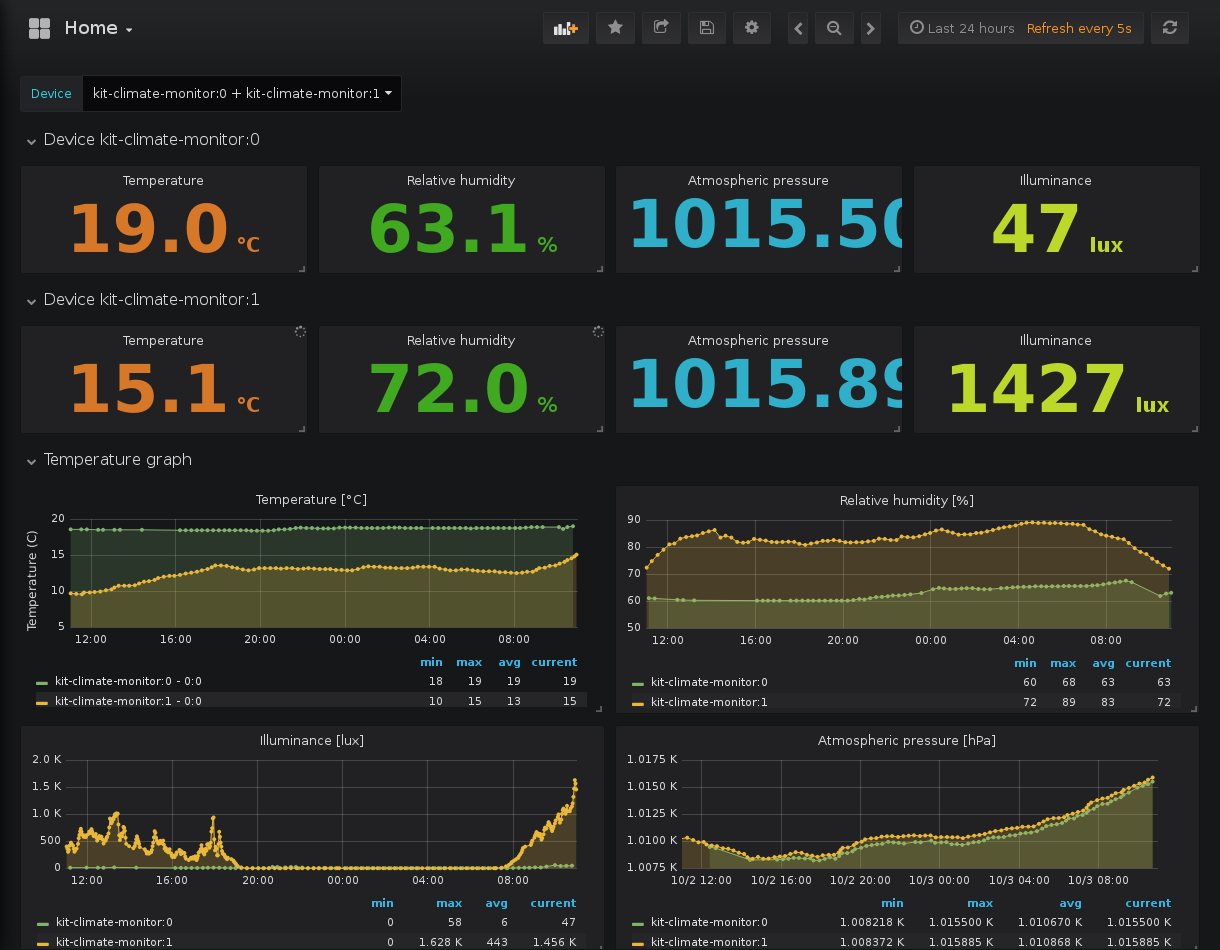 Home
Last 24 hours Refresh every 5s
Device kit-climate-monitor:0 + kit-climate-monitor:1
Device kit-climate-monitor:0
Temperature Relative humidity Atmospheric pressure Illuminance
19.0 °C 63.1 % 1015.50 47 lux
Device kit-climate-monitor:1
Temperature Relative humidity Atmospheric pressure Illuminance
15.1 °C 72.0 % 1015.89 1427 lux
Temperature graph
Temperature [°C]
Temperature (C)
20
15
10
5
12:00 16:00 20:00 00:00 04:00 08:00
min max avg current
kit-climate-monitor:0 - 0:0 18 19 19 19
kit-climate-monitor:1 - 0:0 10 15 13 15
Relative humidity [%]
90
80
70
60
50
12:00 16:00 20:00 00:00 04:00 08:00
min max avg current
kit-climate-monitor:0 60 68 63 63
kit-climate-monitor:1 72 89 83 72
Illuminance [lux]
2.0 K
1.5 K
1.0 K
500
0
12:00 16:00 20:00 00:00 04:00 08:00
min max avg current
kit-climate-monitor:0 0 58 6 47
kit-climate-monitor:1 0 1.628 K 443 1.456 K
Atmospheric pressure [hPa]
1.0175 K
1.0150 K
1.0125 K
1.0100 K
1.0075 K
10/2 12:00 10/2 16:00 10/2 20:00 10/3 00:00 10/3 04:00 10/3 08:00
min max avg current
kit-climate-monitor:0 1.008218 K 1.015500 K 1.010670 K 1.015500 K
kit-climate-monitor:1 1.008372 K 1.015885 K 1.010868 K 1.015885 K